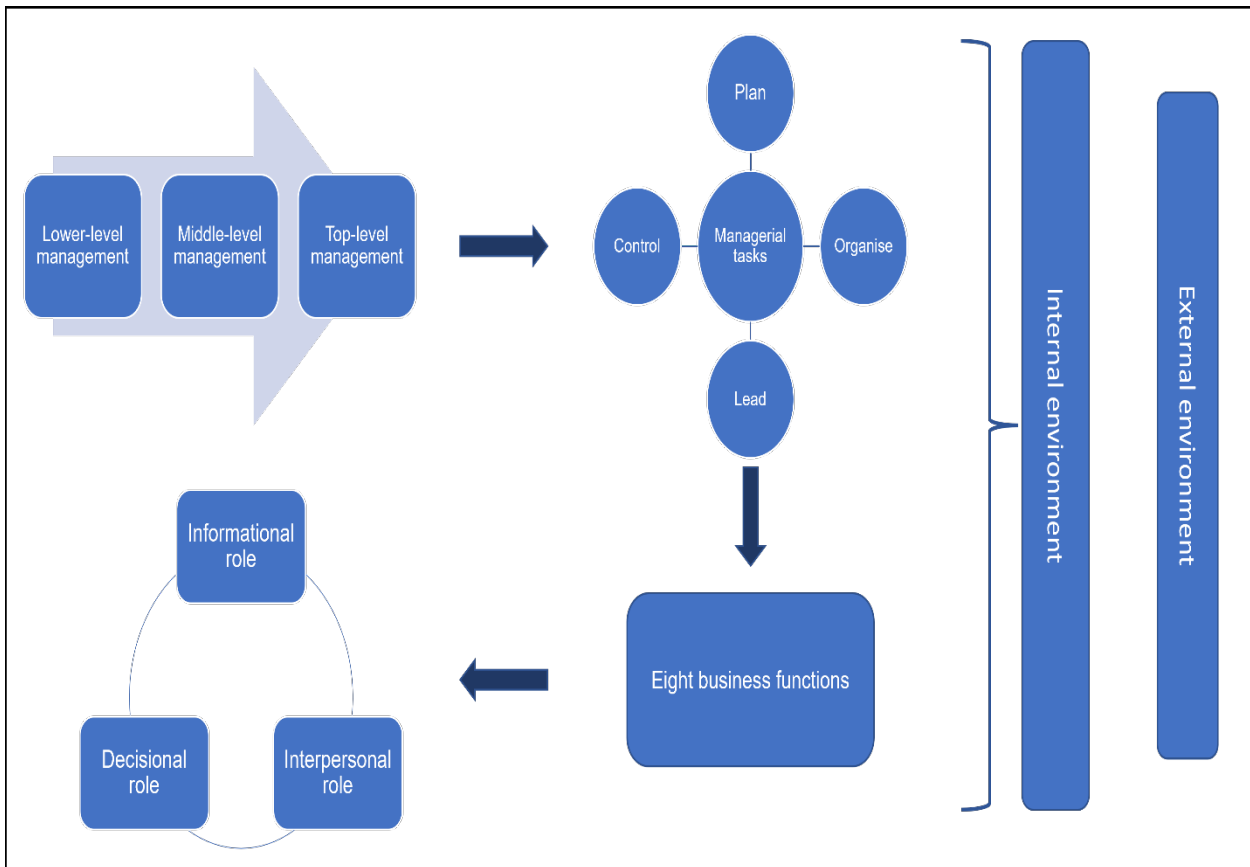 Plan
Lower-level
management
Middle-level
management
Top-level
management
Control
Managerial
tasks
Organise
Lead
Informational
role
Decisional
role
Interpersonal
role
Eight business functions
Internal environment
External environment